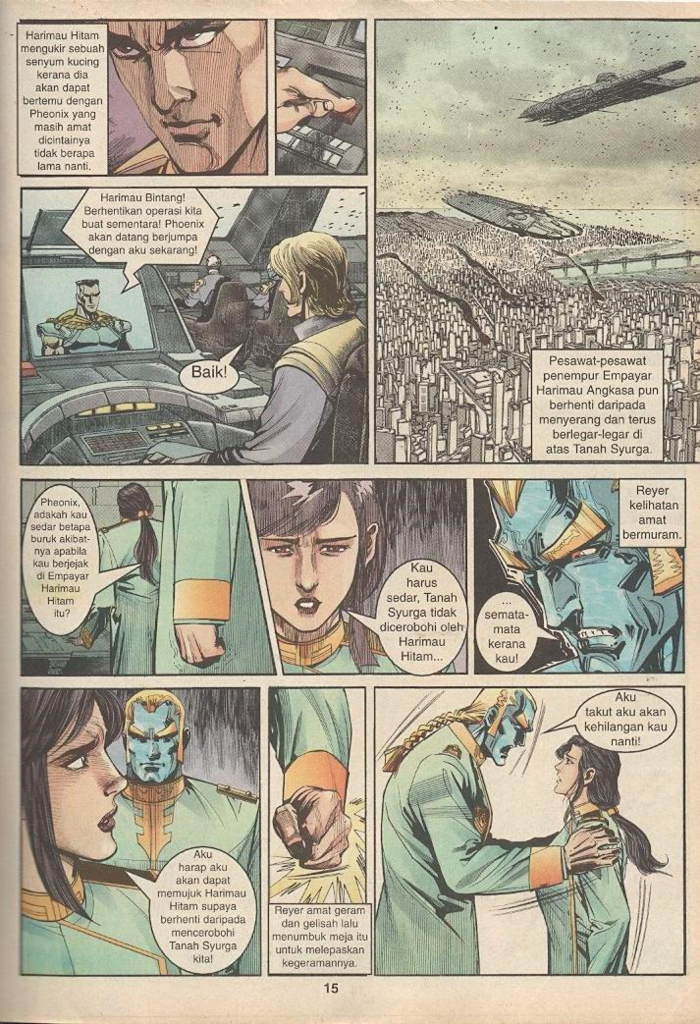 Harimau Hitam
mengukir sebuah
senyum kucing
kerana dia
akan dapat
bertemu dengan
Pheonix yang
masih amat
dicintainya
tidak berapa
lama nanti.
Harimau Bintang!
Berhentikan operasi kita
buat sementara! Phoenix
akan datang berjumpa
dengan aku sekarang!
Baik!
Pesawat-pesawat
penempur Empayar
Harimau Angkasa pun
berhenti daripada
menyerang dan terus
berlegar-legar di
atas Tanah Syurga.
Pheonix,
adakah kau
sedar betapa
buruk akibat-
nya apabila
kau berjejak
di Empayar
Harimau
Hitam
itu?
Kau
harus
sedar, Tanah
Syurga tidak
dicerobohi oleh
Harimau
Hitam...
Reyer
kelihatan
amat
bermuram.
...
semata-
mata
kerana
kau!
Aku
harap aku
akan dapat
memujuk Harimau
Hitam supaya
berhenti daripada
mencerobohi
Tanah Syurga
kita!
Reyer amat geram
dan gelisah lalu
menumbuk meja itu
untuk melepaskan
kegeramannya.
Aku
takut aku akan
kehilangan kau
nanti!
15